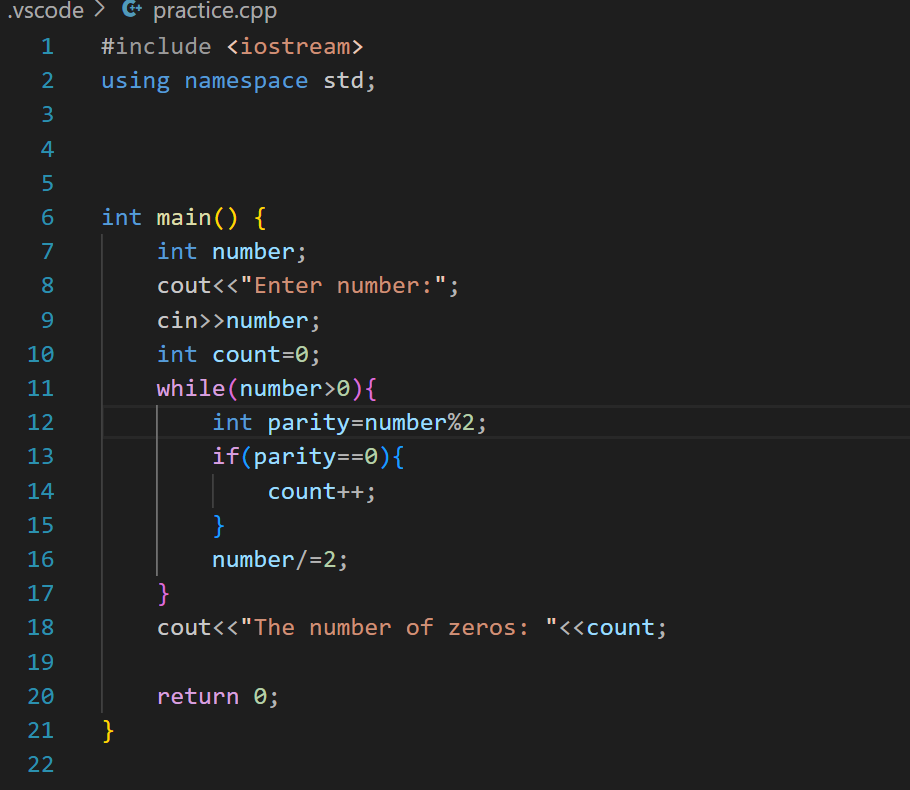 .vscode > practice.cpp
1 #include <iostream>
2 using namespace std;
3
4
5
6 int main() {
7     int number;
8     cout<<"Enter number:";
9     cin>>number;
10     int count=0;
11     while(number>0){
12         int parity=number%2;
13         if(parity==0){
14             count++;
15         }
16         number/=2;
17     }
18     cout<<"The number of zeros: "<<count;
19
20     return 0;
21 }
22